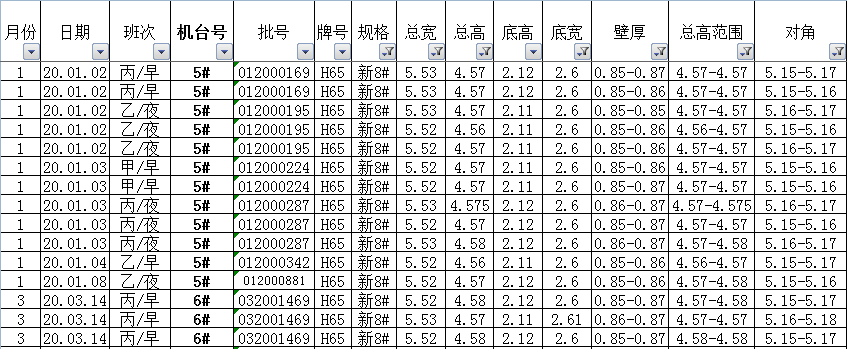 月份 日期 班次 机台号 批号 牌号 规格 总宽 总高 底高 底宽 壁厚 总高范围 对角
1 20.01.02 丙/早 5# 012000169 H65 新8# 5.53 4.57 2.12 2.6 0.85-0.87 4.57-4.57 5.15-5.17
1 20.01.02 丙/早 5# 012000169 H65 新8# 5.53 4.57 2.12 2.6 0.85-0.86 4.57-4.57 5.15-5.16
1 20.01.02 乙/夜 5# 012000195 H65 新8# 5.53 4.57 2.11 2.6 0.85-0.85 4.57-4.57 5.16-5.17
1 20.01.02 乙/夜 5# 012000195 H65 新8# 5.52 4.56 2.11 2.6 0.85-0.86 4.56-4.57 5.15-5.16
1 20.01.02 乙/夜 5# 012000195 H65 新8# 5.52 4.57 2.11 2.6 0.85-0.86 4.57-4.57 5.16-5.17
1 20.01.03 甲/早 5# 012000224 H65 新8# 5.52 4.57 2.11 2.6 0.85-0.86 4.57-4.57 5.15-5.16
1 20.01.03 甲/早 5# 012000224 H65 新8# 5.52 4.57 2.11 2.6 0.86-0.87 4.57-4.57 5.15-5.16
1 20.01.03 丙/夜 5# 012000287 H65 新8# 5.53 4.575 2.12 2.6 0.86-0.87 4.57-4.575 5.16-5.17
1 20.01.03 丙/夜 5# 012000287 H65 新8# 5.52 4.57 2.12 2.6 0.85-0.87 4.57-4.57 5.15-5.16
1 20.01.03 丙/夜 5# 012000287 H65 新8# 5.53 4.58 2.12 2.6 0.86-0.87 4.57-4.58 5.16-5.17
1 20.01.04 乙/早 5# 012000342 H65 新8# 5.52 4.56 2.11 2.6 0.85-0.86 4.56-4.57 5.15-5.17
1 20.01.08 乙/夜 5# 012000881 H65 新8# 5.52 4.58 2.12 2.6 0.85-0.86 4.57-4.58 5.15-5.17
3 20.03.14 丙/早 6# 032001469 H65 新8# 5.52 4.58 2.12 2.6 0.85-0.87 4.57-4.58 5.15-5.17
3 20.03.14 丙/早 6# 032001469 H65 新8# 5.53 4.57 2.11 2.61 0.86-0.87 4.57-4.57 5.16-5.18
3 20.03.14 丙/早 6# 032001469 H65 新8# 5.52 4.58 2.12 2.6 0.85-0.86 4.58-4.58 5.15-5.17